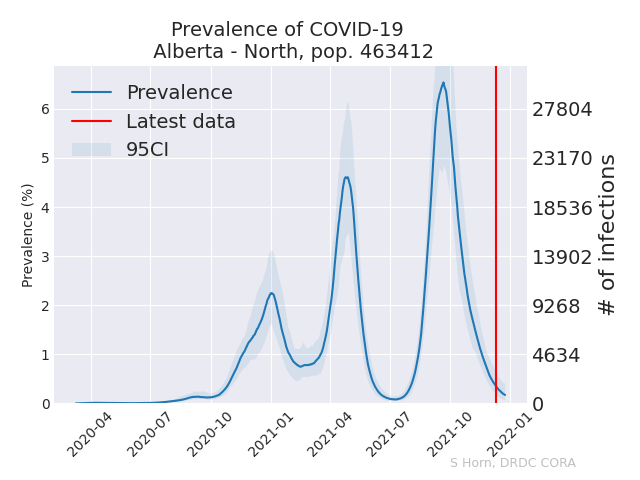 Prevalence of COVID-19
Alberta - North, pop. 463412
Prevalence
Latest data
95CI
Prevalence (%)
6
5
4
3
2
1
0
27804
23170
18536
13902
9268
4634
0
# of infections
2020-04
2020-07
2020-10
2021-01
2021-04
2021-07
2021-10
2022-01
S Horn, DRDC CORA